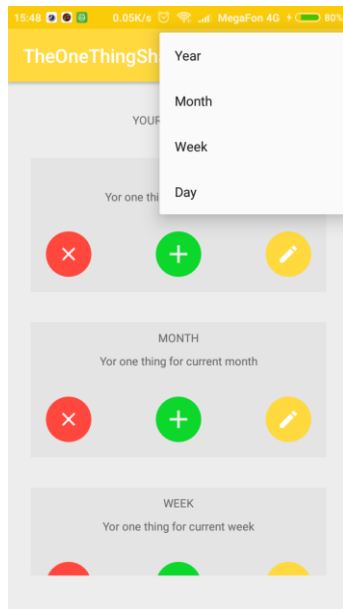 15:48 0.05K/s MegaFon 4G 80%
TheOneThingSh
Year
Month
Week
Day
YOUR
Yor one thi
MONTH
Yor one thing for current month
WEEK
Yor one thing for current week